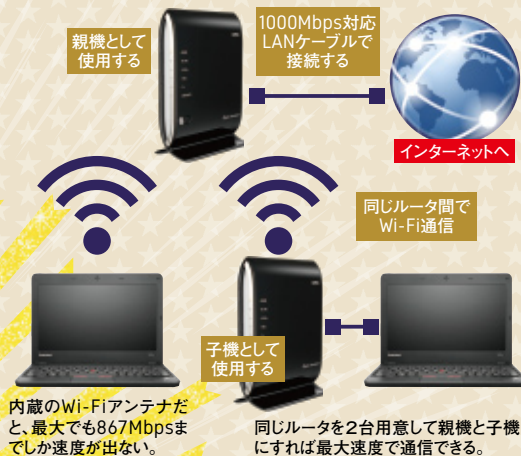 親機として
使用する
1000Mbps対応
LANケーブルで
接続する
インターネットへ
同じルータ間で
Wi-Fi通信
子機として
使用する
内蔵のWi-Fiアンテナだ
と、最大でも867Mbpsま
でしか速度が出ない。
同じルータを2台用意して親機と子機
にすれば最大速度で通信できる。